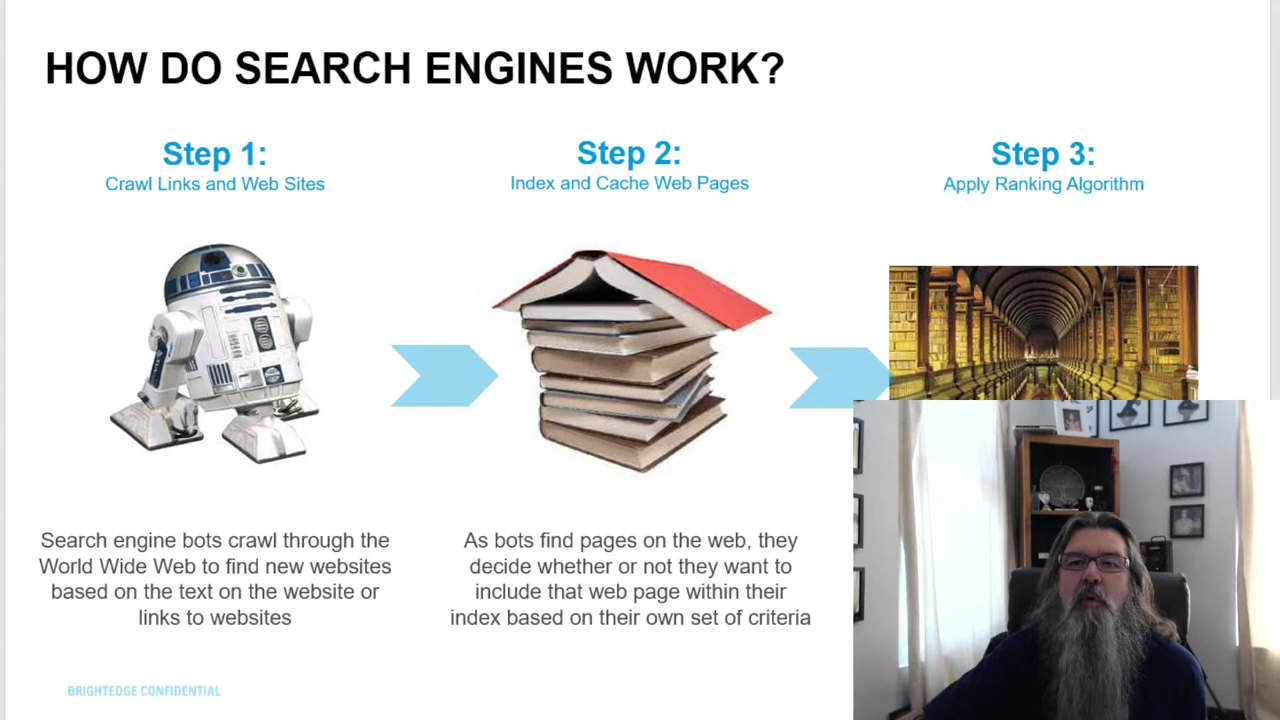 HOW DO SEARCH ENGINES WORK?
Step 1:
Crawl Links and Web Sites
Search engine bots crawl through the
World Wide Web to find new websites
based on the text on the website or
links to websites
Step 2:
Index and Cache Web Pages
As bots find pages on the web, they
decide whether or not they want to
include that web page within their
index based on their own set of criteria
Step 3:
Apply Ranking Algorithm
BRIGHTEDGE CONFIDENTIAL